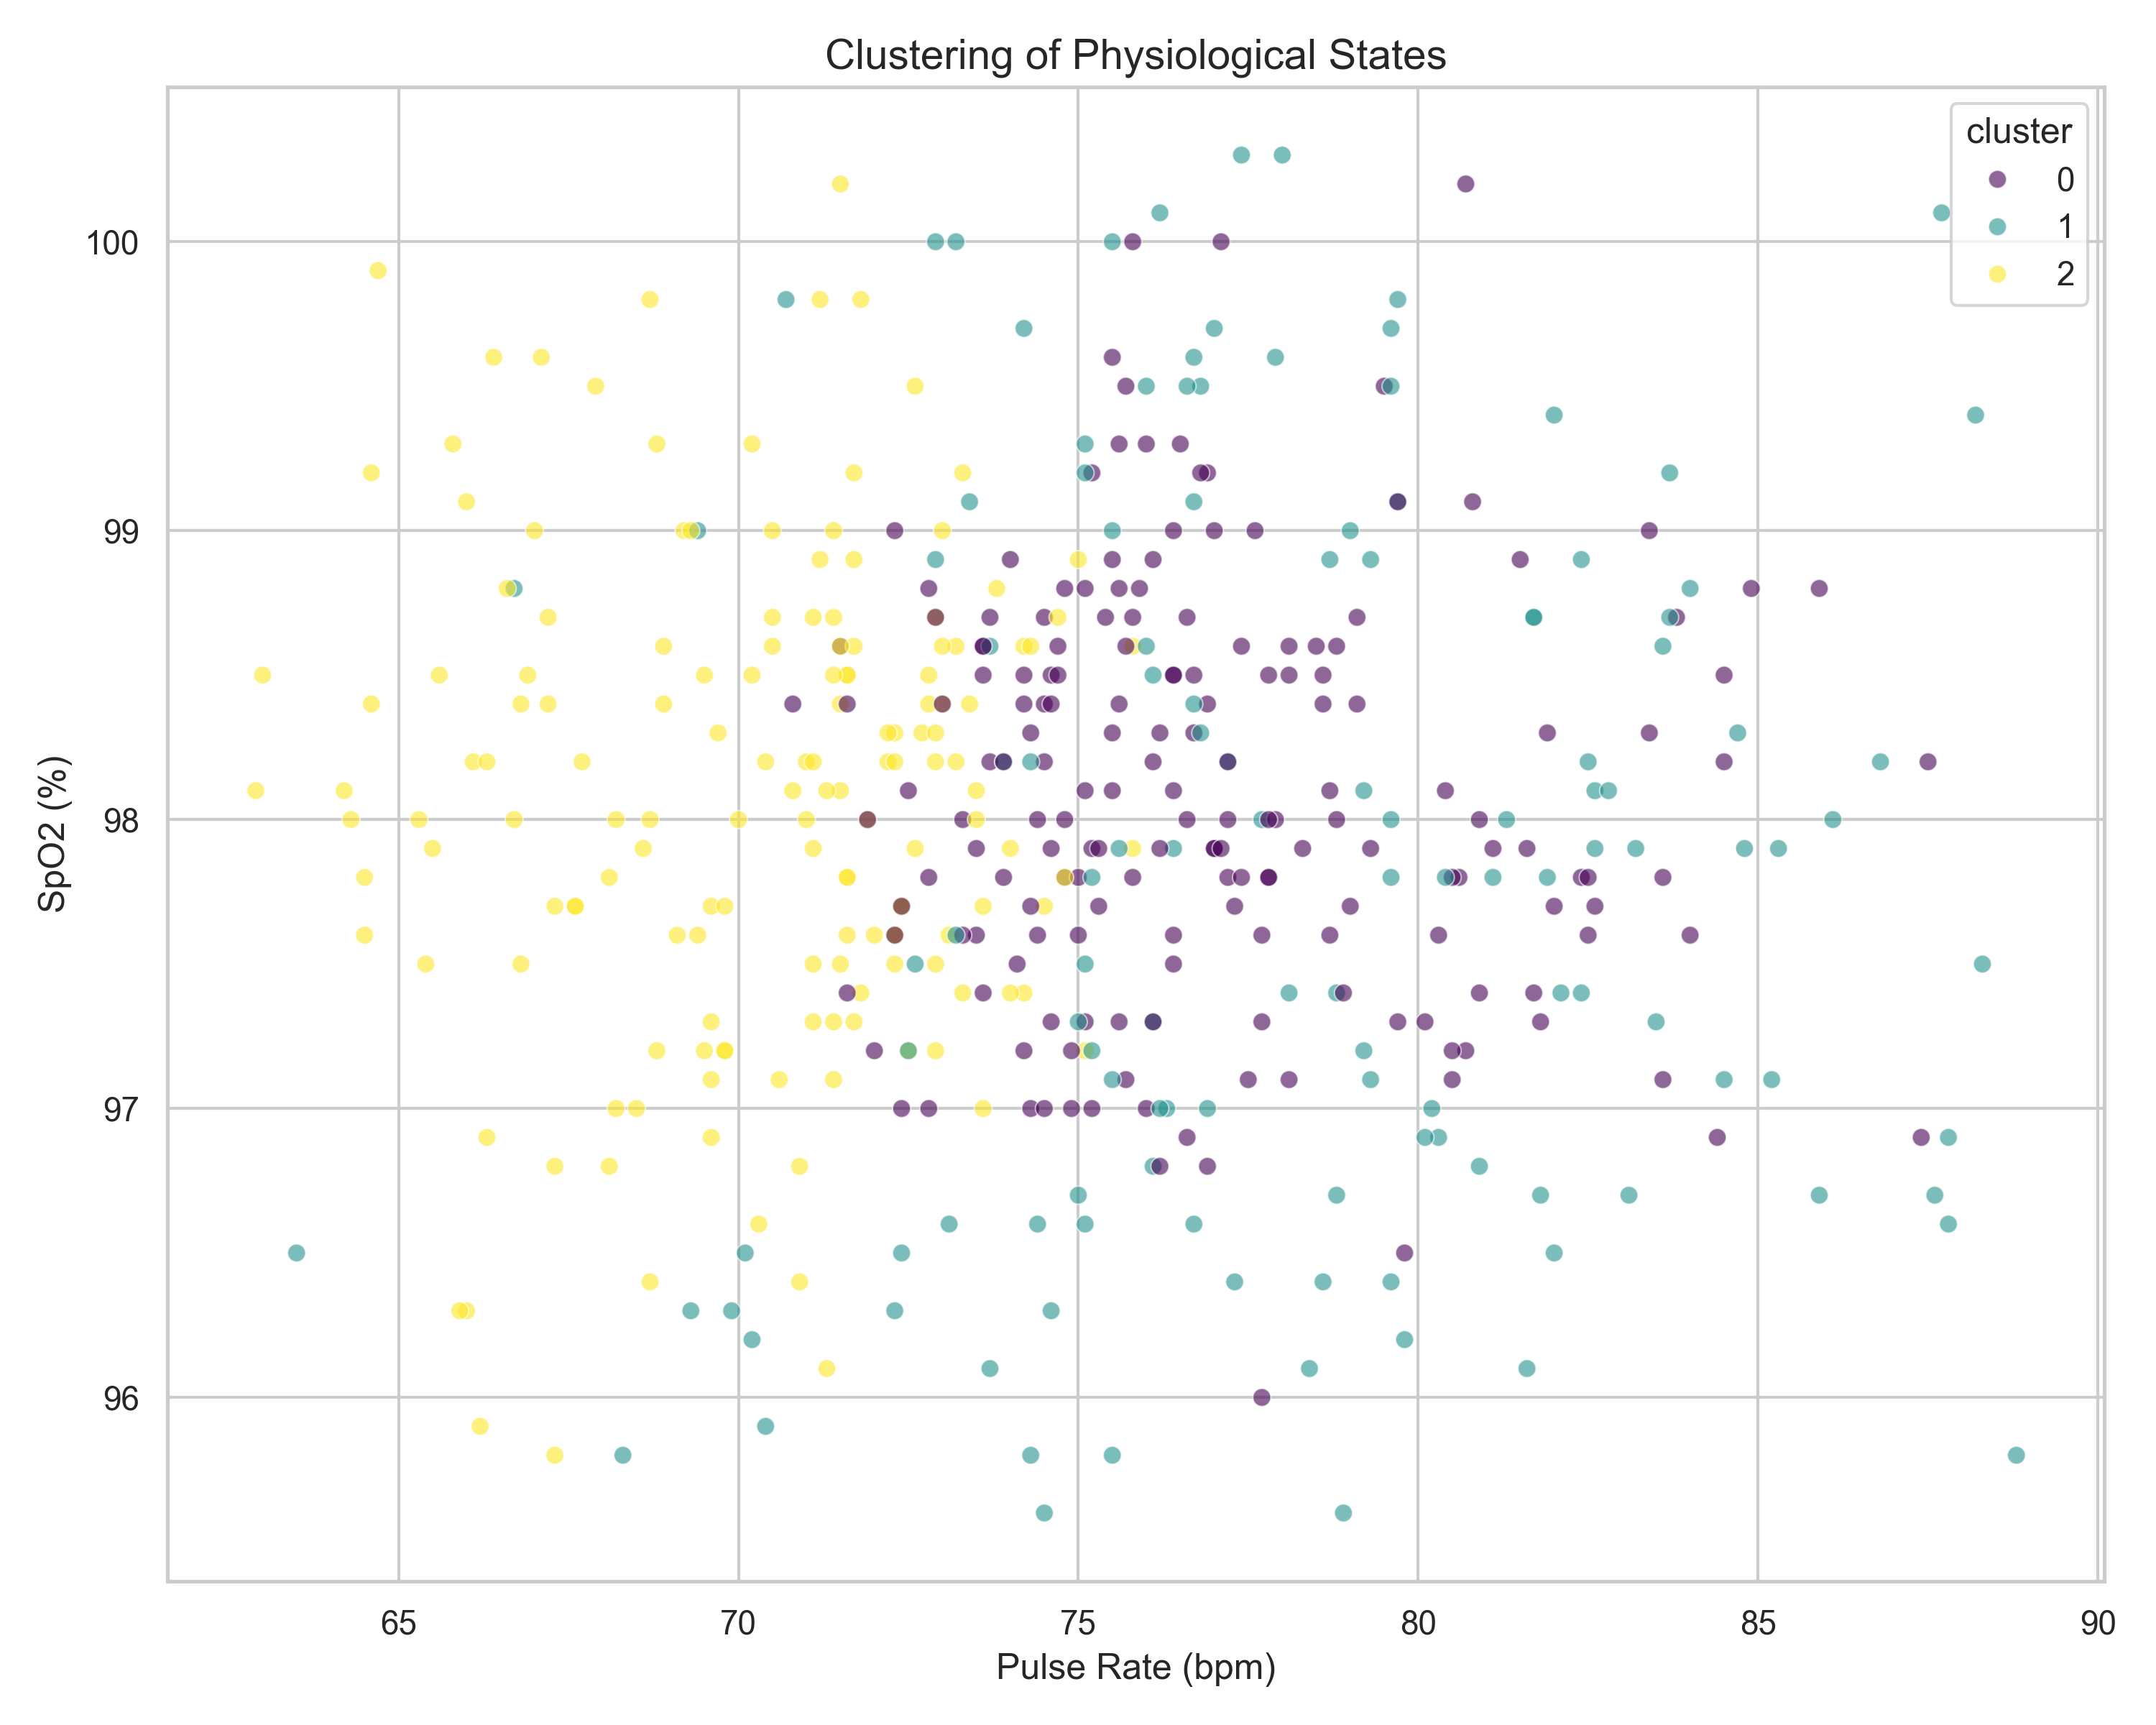 Clustering of Physiological States
cluster
0
1
2
100
99
98
97
96
SpO2 (%)
65 70 75 80 85 90
Pulse Rate (bpm)